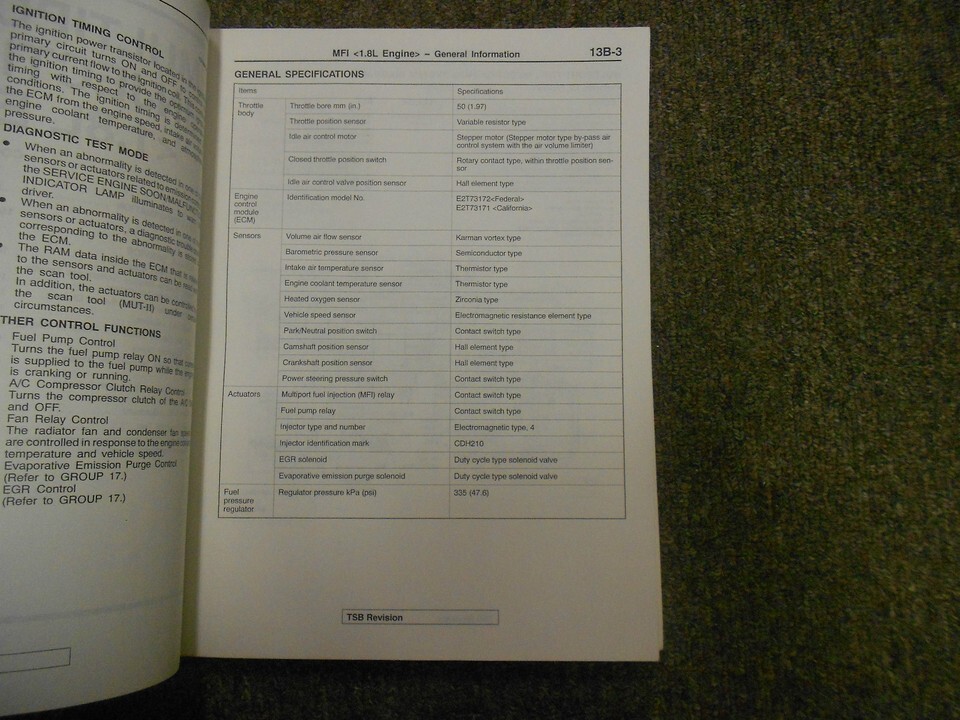 IGNITION TIMING CONTROL
The ignition power transistor located in the
primary circuit turns ON and OFF to
primary current flow to the ignition coil. This
the ignition timing to provide the optimum
timing with respect to the engine
conditions. The ignition timing is determined
the ECM from the engine speed, intake air
engine coolant temperature, and
pressure.
DIAGNOSTIC TEST MODE
● When an abnormality is detected in one
sensors or actuators related to emission
the SERVICE ENGINE SOON/MALFUNCTION
INDICATOR LAMP illuminates to warn
driver.
● When an abnormality is detected in one
sensors or actuators, a diagnostic trouble
corresponding to the abnormality is
the ECM.
● The RAM data inside the ECM that is
to the sensors and actuators can be read
the scan tool.
In addition, the actuators can be controlled
the scan tool (MUT-II) under
circumstances.
THER CONTROL FUNCTIONS
Fuel Pump Control
Turns the fuel pump relay ON so that
is supplied to the fuel pump while the
is cranking or running.
A/C Compressor Clutch Relay Control
Turns the compressor clutch of the A/C
and OFF.
Fan Relay Control
The radiator fan and condenser fan
are controlled in response to the engine
temperature and vehicle speed.
Evaporative Emission Purge Control
(Refer to GROUP 17.)
EGR Control
(Refer to GROUP 17.)
MFI <1.8L Engine> – General Information 13B-3
GENERAL SPECIFICATIONS
Items Specifications
Throttle body Throttle bore mm (in.) 50 (1.97)
Throttle position sensor Variable resistor type
Idle air control motor Stepper motor (Stepper motor type by-pass air
control system with the air volume limiter)
Closed throttle position switch Rotary contact type, within throttle position sen-
sor
Idle air control valve position sensor Hall element type
Engine control module (ECM) Identification model No. E2T73172<Federal>
E2T73171 <California>
Sensors Volume air flow sensor Karman vortex type
Barometric pressure sensor Semiconductor type
Intake air temperature sensor Thermistor type
Engine coolant temperature sensor Thermistor type
Heated oxygen sensor Zirconia type
Vehicle speed sensor Electromagnetic resistance element type
Park/Neutral position switch Contact switch type
Camshaft position sensor Hall element type
Crankshaft position sensor Hall element type
Power steering pressure switch Contact switch type
Actuators Multiport fuel injection (MFI) relay Contact switch type
Fuel pump relay Contact switch type
Injector type and number Electromagnetic type, 4
Injector identification mark CDH210
EGR solenoid Duty cycle type solenoid valve
Evaporative emission purge solenoid Duty cycle type solenoid valve
Fuel pressure regulator Regulator pressure kPa (psi) 335 (47.6)
TSB Revision